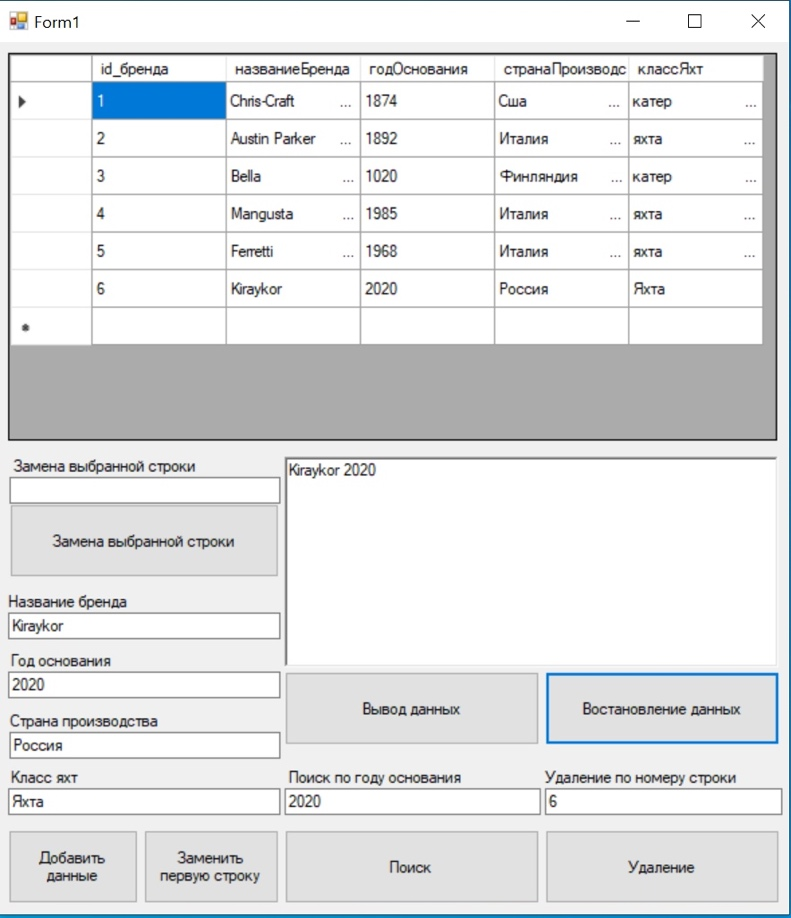 Form1
id_бренда названиеБренда годОснования странаПроизводс классЯхт
1 Chris-Craft ... 1874 Сша ... катер ...
2 Austin Parker ... 1892 Италия ... яхта ...
3 Bella ... 1020 Финляндия ... катер ...
4 Mangusta ... 1985 Италия ... яхта ...
5 Ferretti ... 1968 Италия ... яхта ...
6 Kiraykor 2020 Россия Яхта
Замена выбранной строки
Kiraykor 2020
Замена выбранной строки
Название бренда
Kiraykor
Год основания
2020
Вывод данных
Востановление данных
Страна производства
Россия
Класс яхт
Яхта
Поиск по году основания
2020
Удаление по номеру строки
6
Добавить
данные
Заменить
первую строку
Поиск
Удаление